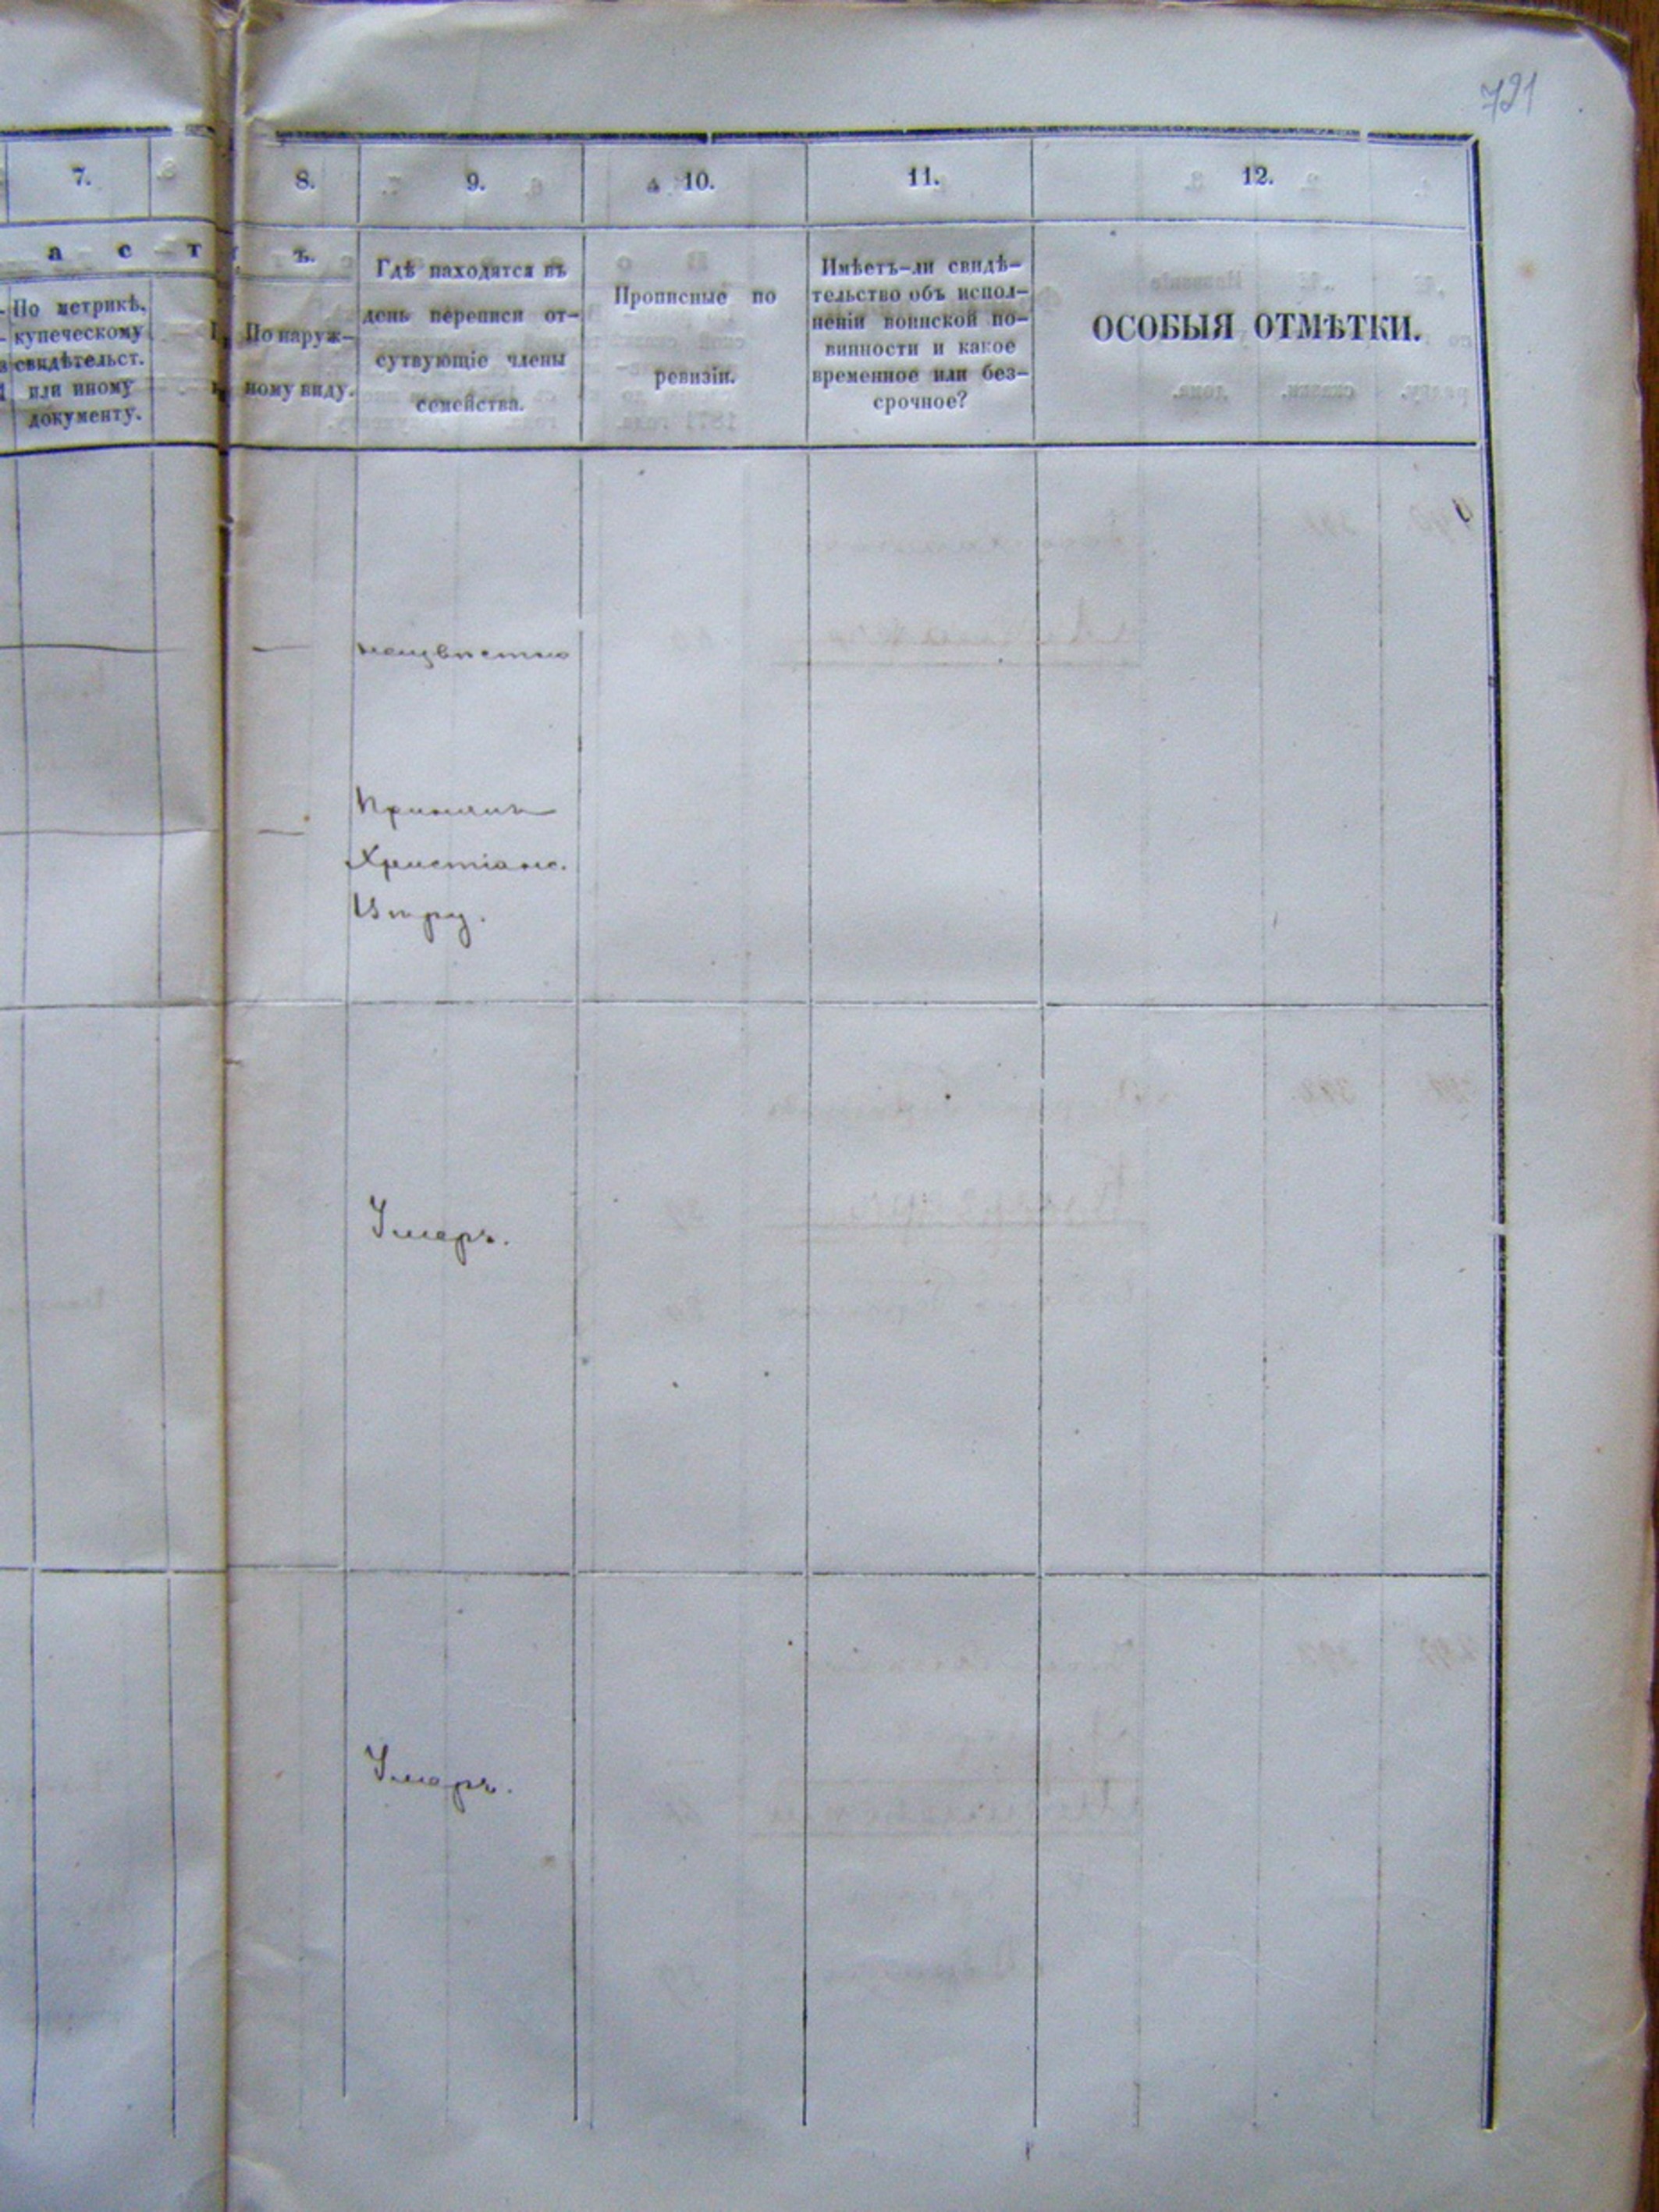 721
7.
8.
9.
10.
11.
12.
а с т
ъ.
По метрикѣ,
купеческому
свидѣтельст.
или иному
документу.
По наруж-
ному виду.
Гдѣ находятся въ
день переписи от-
сутвующіе члены
семейства.
Прописные по
ревизіи.
Имѣетъ-ли свидѣ-
тельство объ испол-
неніи воинской по-
винности и какое
временное или без-
срочное?
ОСОБЫЯ ОТМѢТКИ.
неизвѣстно
Принялъ
Христіанс.
Вѣру.
Умеръ.
Умеръ.